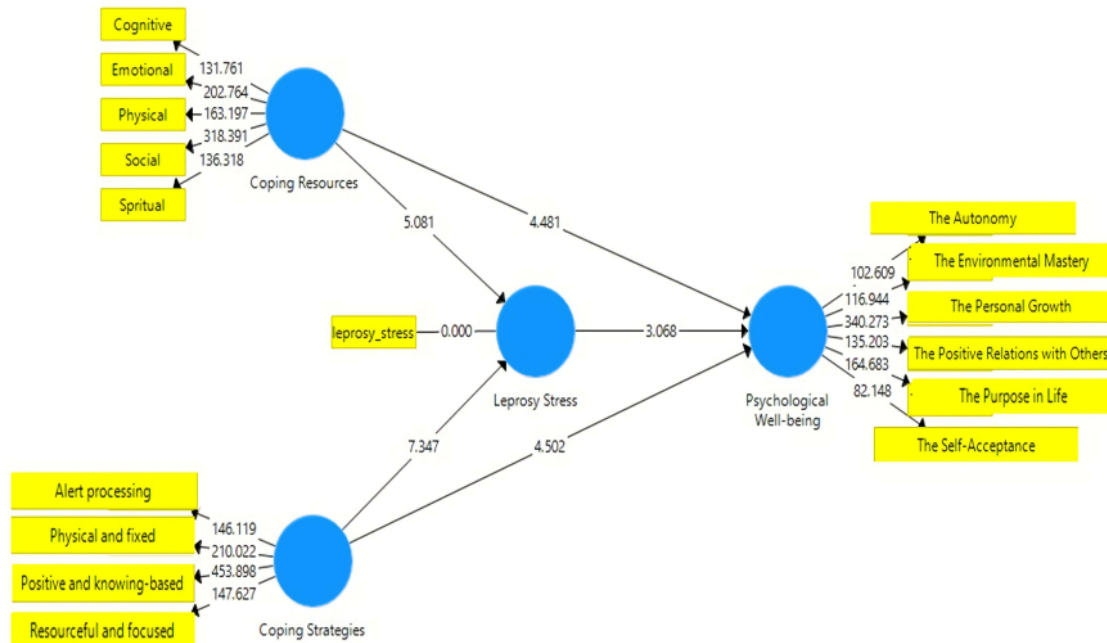 Cognitive
Emotional
Physical
Social
Spritual
131.761
202.764
163.197
318.391
136.318
Coping Resources
5.081
4.481
leprosy_stress
0.000
Leprosy Stress
3.068
Psychological
Well-being
The Autonomy
The Environmental Mastery
The Personal Growth
The Positive Relations with Others
The Purpose in Life
The Self-Acceptance
102.609
116.944
340.273
135.203
164.683
82.148
7.347
4.502
Alert processing
Physical and fixed
Positive and knowing-based
Resourceful and focused
146.119
210.022
453.898
147.627
Coping Strategies